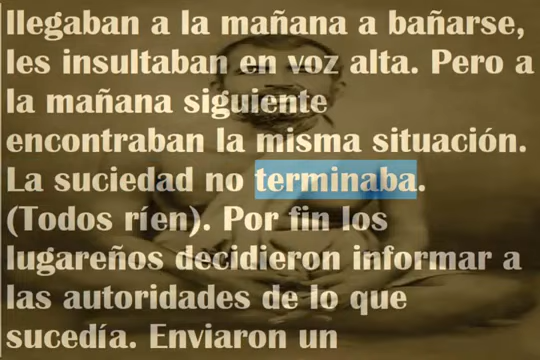 llegaban a la mañana a bañarse,
les insultaban en voz alta. Pero a
la mañana siguiente
encontraban la misma situación.
La suciedad no terminaba.
(Todos ríen). Por fin los
lugareños decidieron informar a
las autoridades de lo que
sucedía. Enviaron un